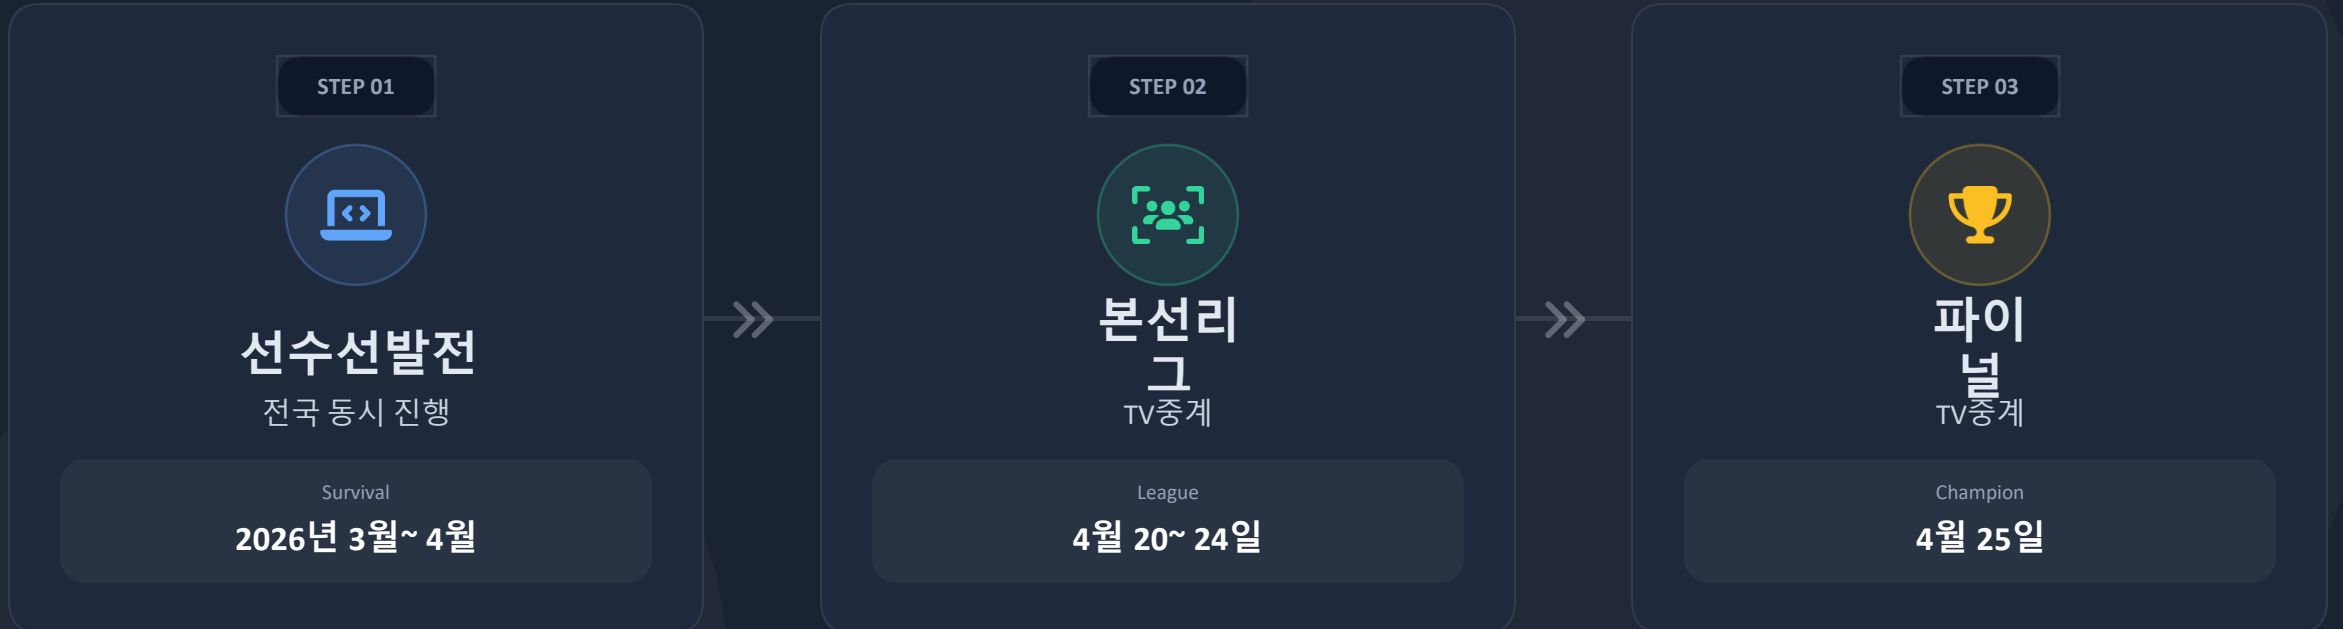 STEP 01
선수선발전
전국 동시 진행
Survival
2026년 3월~ 4월
STEP 02
본선리
그
TV중계
League
4월 20~ 24일
STEP 03
파이
널
TV중계
Champion
4월 25일